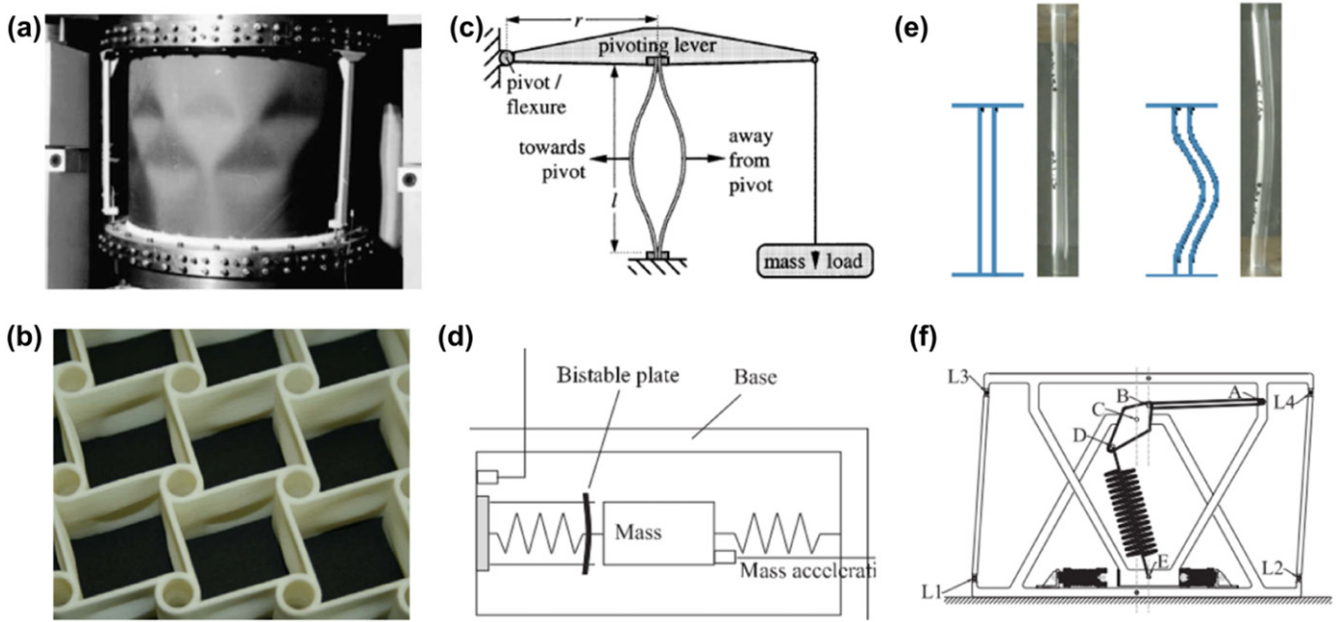 (a)
(c)
r
pivoting lever
pivot /
flexure
towards
pivot
away
from
pivot
l
mass
load
(e)
(b)
(d)
Bistable plate
Base
Mass
Mass accelerati
(f)
L3
B
A
L4
C
D
E
L2
L1